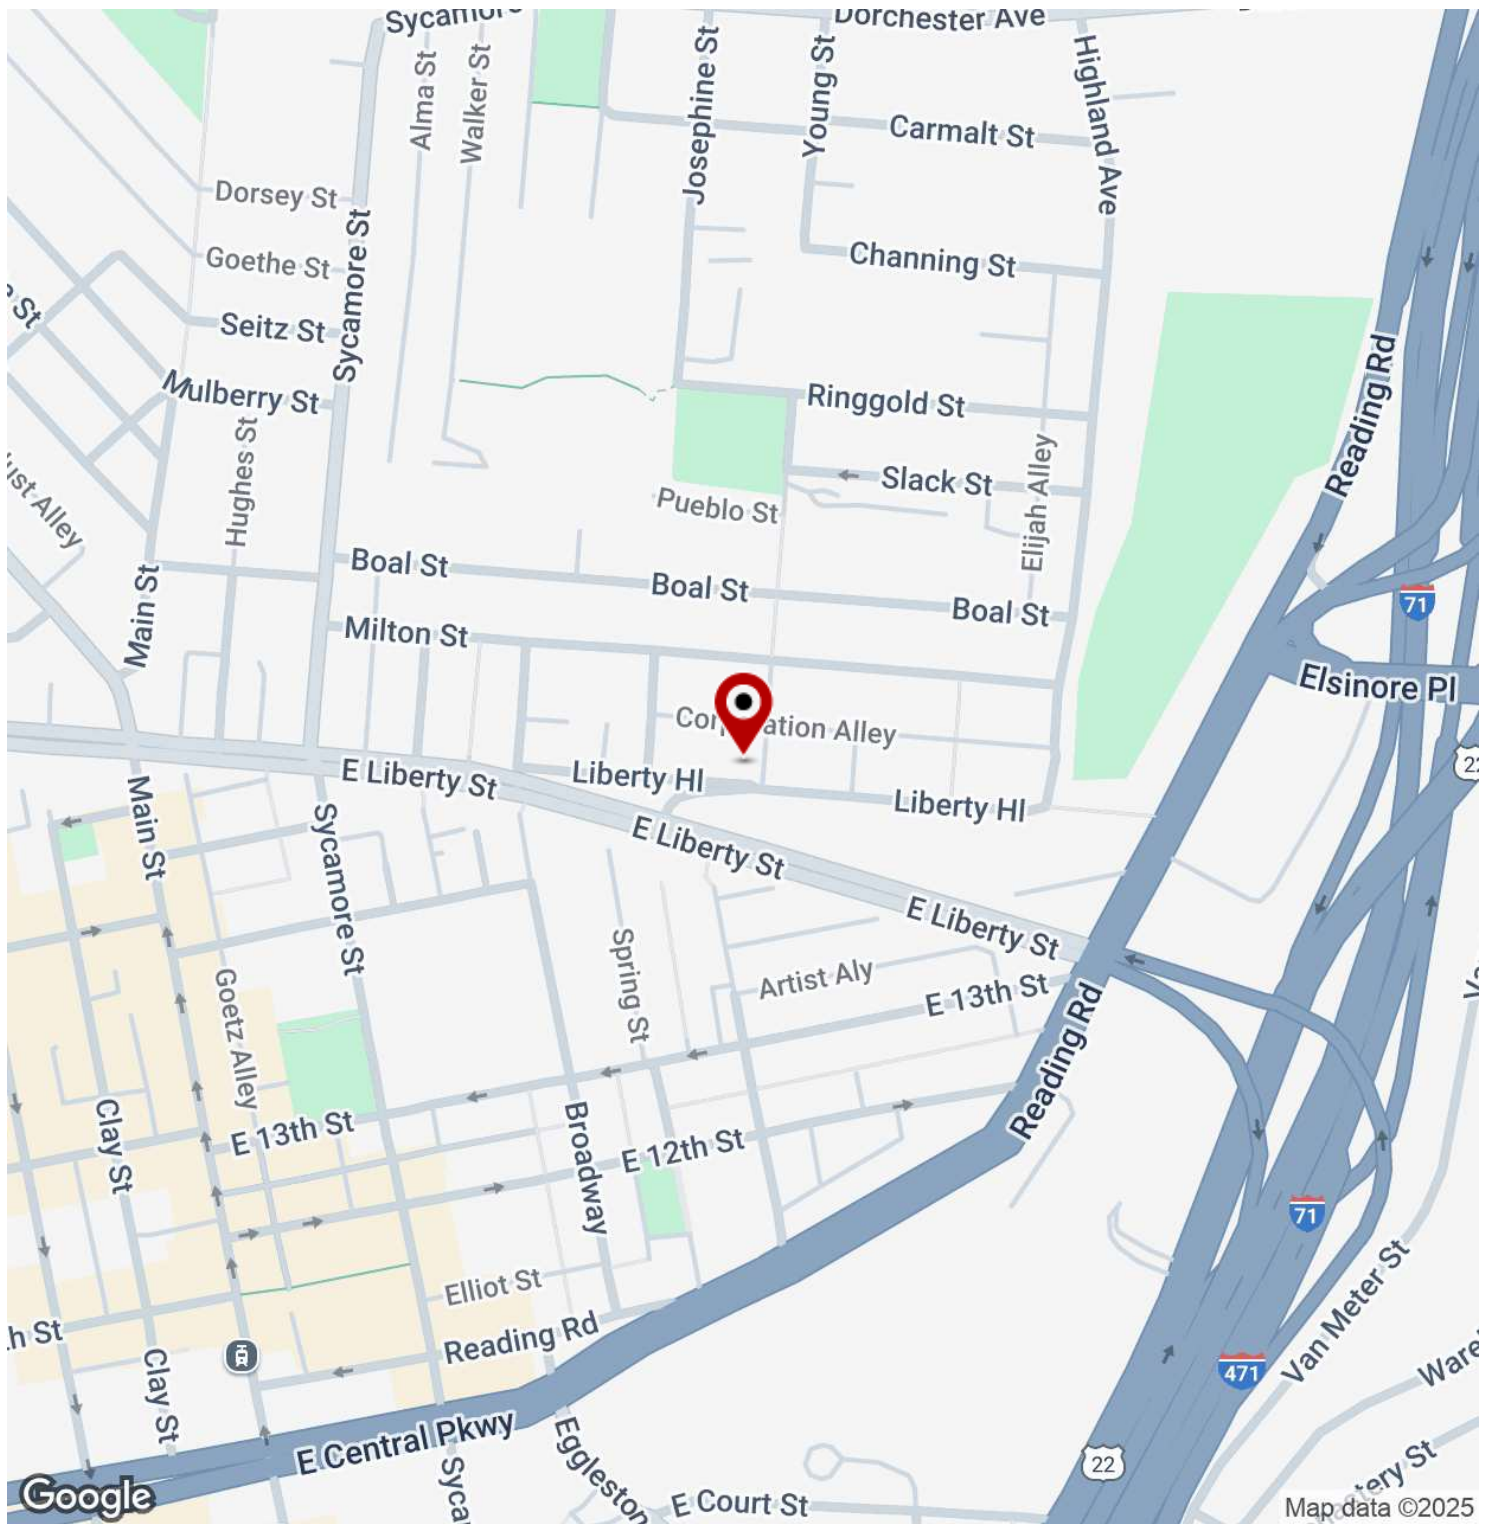 Sycamore
Dorchester Ave
Alma St
Walker St
Josephine St
Young St
Highland Ave
Carmalt St
Dorsey St
Sycamore St
Goethe St
Channing St
Seitz St
Mulberry St
Ringgold St
Reading Rd
Hughes St
Slack St
Elijah Alley
Pueblo St
ust Alley
Boal St
Boal St
Boal St
71
Main St
Milton St
Elsinore Pl
Corporation Alley
22
E Liberty St
Liberty Hl
Liberty Hl
Main St
Sycamore St
E Liberty St
E Liberty St
Spring St
Artist Aly
E 13th St
Goetz Alley
Reading Rd
Clay St
E 13th St
Broadway
E 12th St
71
Elliot St
Van Meter St
h St
Reading Rd
471
Clay St
E Central Pkwy
Eggleston
22
Syca
E Court St
Google
Map data ©2025